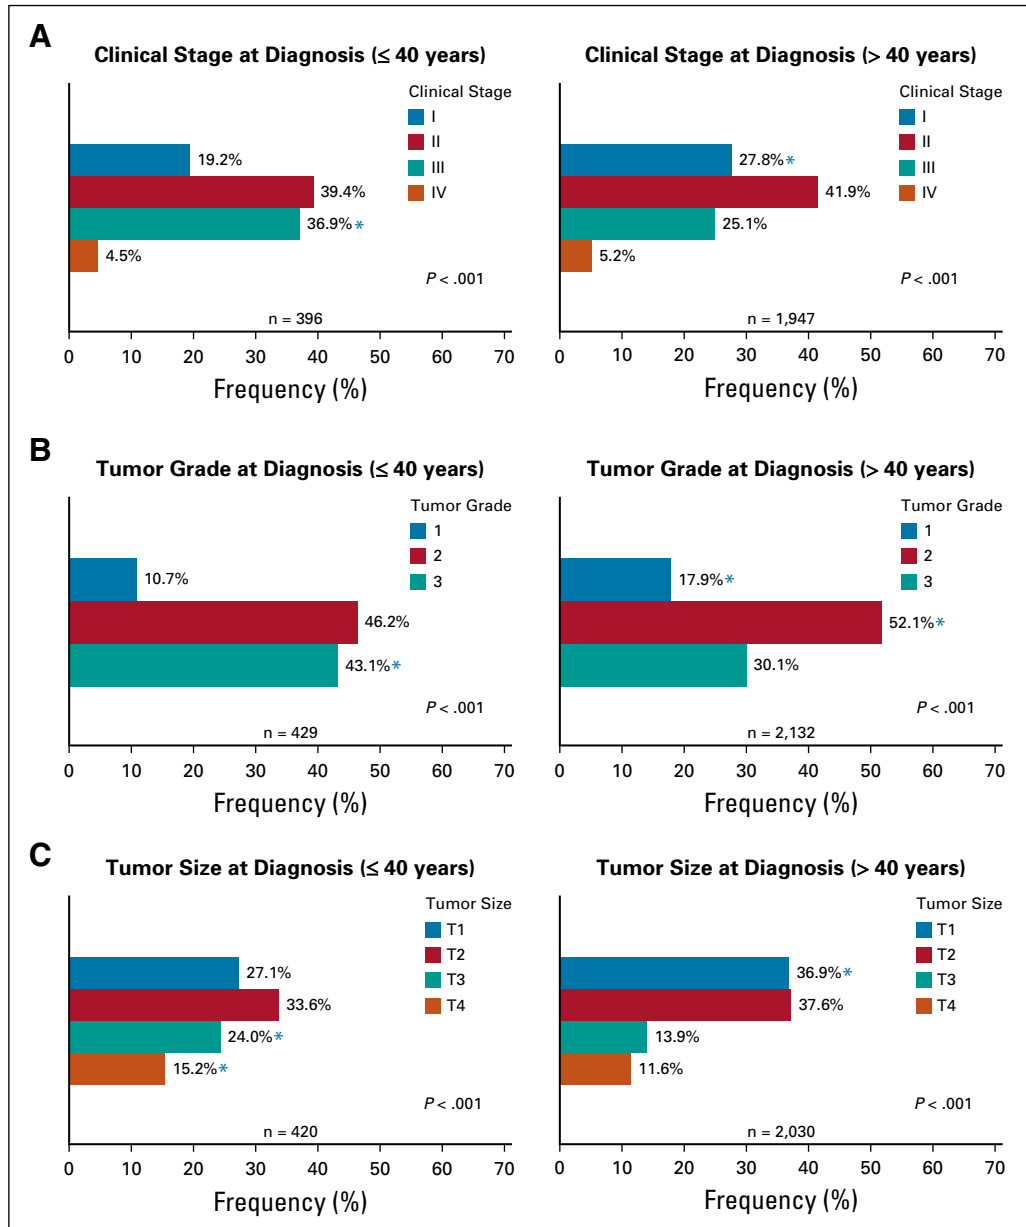 A
Clinical Stage at Diagnosis (≤ 40 years)
Clinical Stage
I
II
III
IV
19.2%
39.4%
36.9%*
4.5%
P < .001
n = 396
0 10 20 30 40 50 60 70
Frequency (%)
Clinical Stage at Diagnosis (> 40 years)
Clinical Stage
I
II
III
IV
27.8%*
41.9%
25.1%
5.2%
P < .001
n = 1,947
0 10 20 30 40 50 60 70
Frequency (%)
B
Tumor Grade at Diagnosis (≤ 40 years)
Tumor Grade
1
2
3
10.7%
46.2%
43.1%*
P < .001
n = 429
0 10 20 30 40 50 60 70
Frequency (%)
Tumor Grade at Diagnosis (> 40 years)
Tumor Grade
1
2
3
17.9%*
52.1%*
30.1%
P < .001
n = 2,132
0 10 20 30 40 50 60 70
Frequency (%)
C
Tumor Size at Diagnosis (≤ 40 years)
Tumor Size
T1
T2
T3
T4
27.1%
33.6%
24.0%*
15.2%*
P < .001
n = 420
0 10 20 30 40 50 60 70
Frequency (%)
Tumor Size at Diagnosis (> 40 years)
Tumor Size
T1
T2
T3
T4
36.9%*
37.6%
13.9%
11.6%
P < .001
n = 2,030
0 10 20 30 40 50 60 70
Frequency (%)